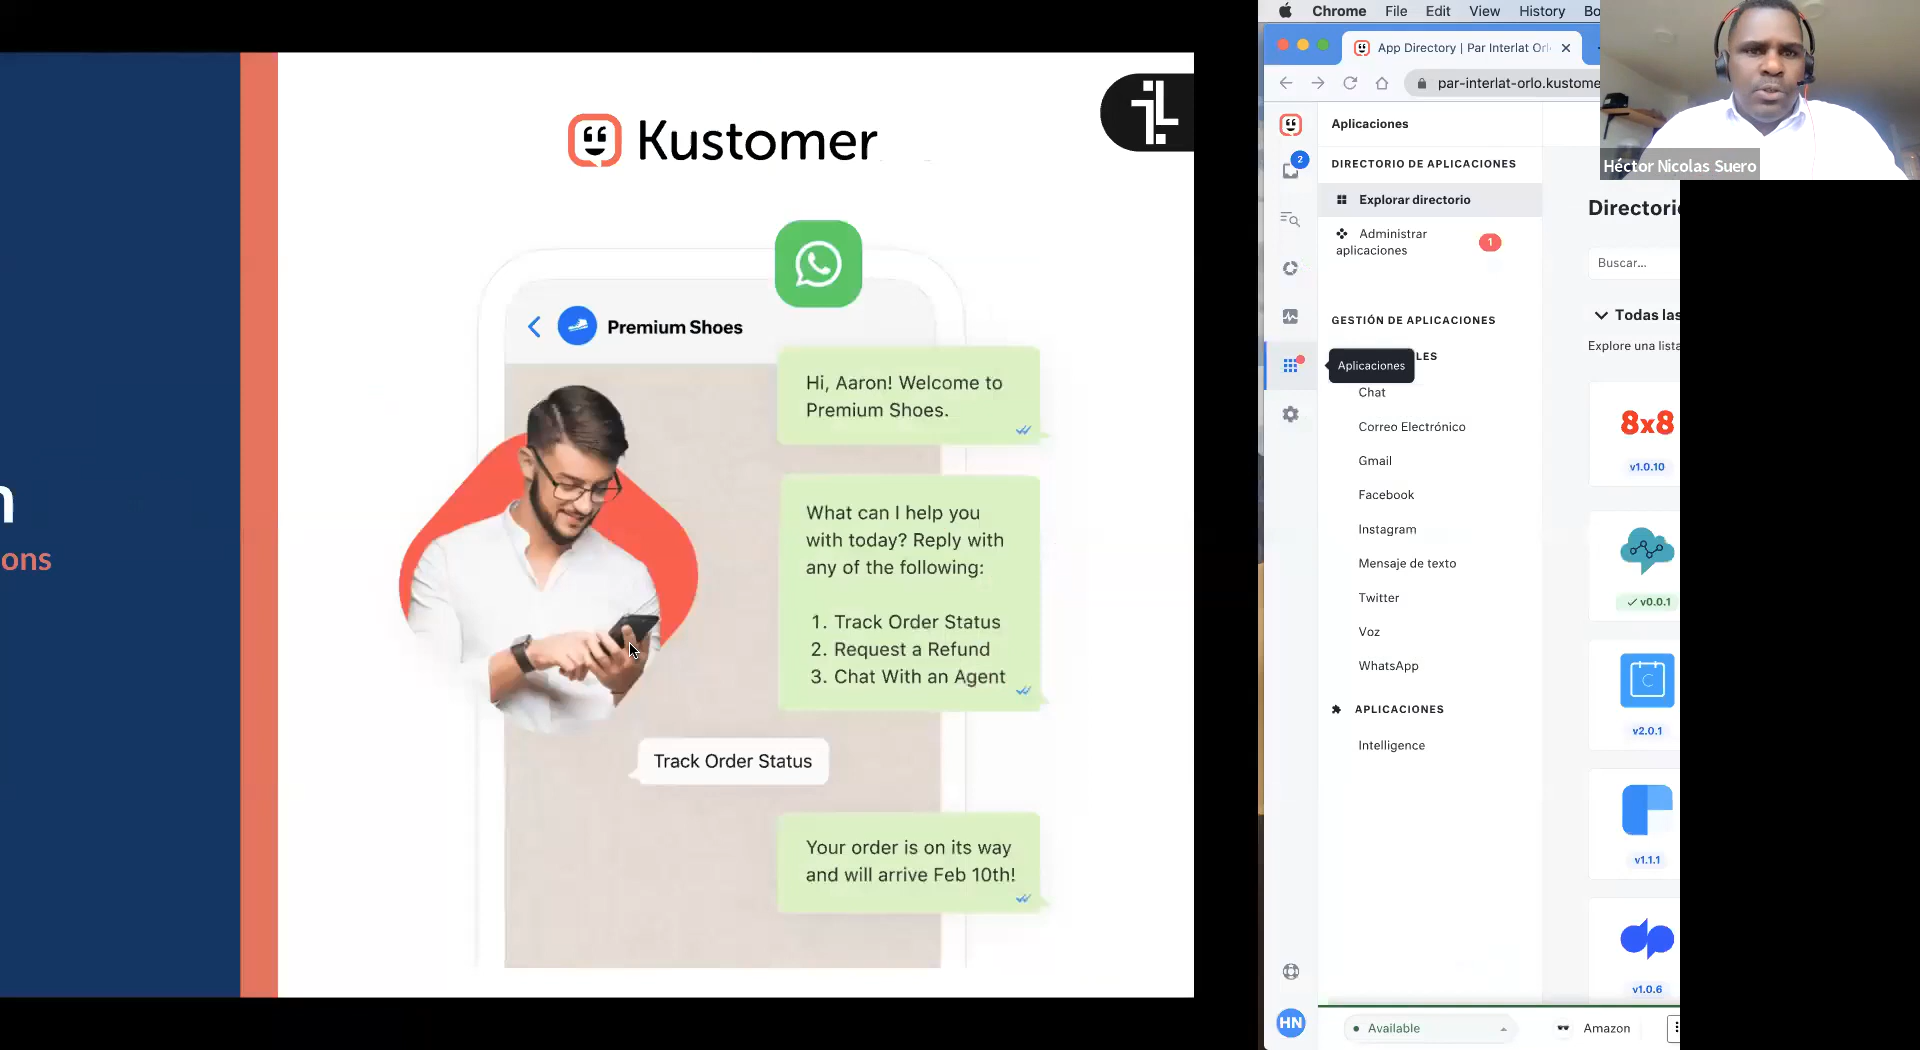 n
ons
Kustomer
Premium Shoes
Hi, Aaron! Welcome to
Premium Shoes.
What can I help you
with today? Reply with
any of the following:
1. Track Order Status
2. Request a Refund
3. Chat With an Agent
Track Order Status
Your order is on its way
and will arrive Feb 10th!
Chrome File Edit View History Bo
App Directory | Par Interlat Orl
par-interlat-orlo.kustome
Héctor Nicolas Suero
2
Aplicaciones
DIRECTORIO DE APLICACIONES
Explorar directorio
Administrar
aplicaciones
1
GESTIÓN DE APLICACIONES
LES
Aplicaciones
Chat
Correo Electrónico
Gmail
Facebook
Instagram
Mensaje de texto
Twitter
Voz
WhatsApp
APLICACIONES
Intelligence
Directori
Buscar...
Todas las
Explore una lista
8x8
v1.0.10
v0.0.1
C
v2.0.1
v1.1.1
v1.0.6
HN
Available
Amazon